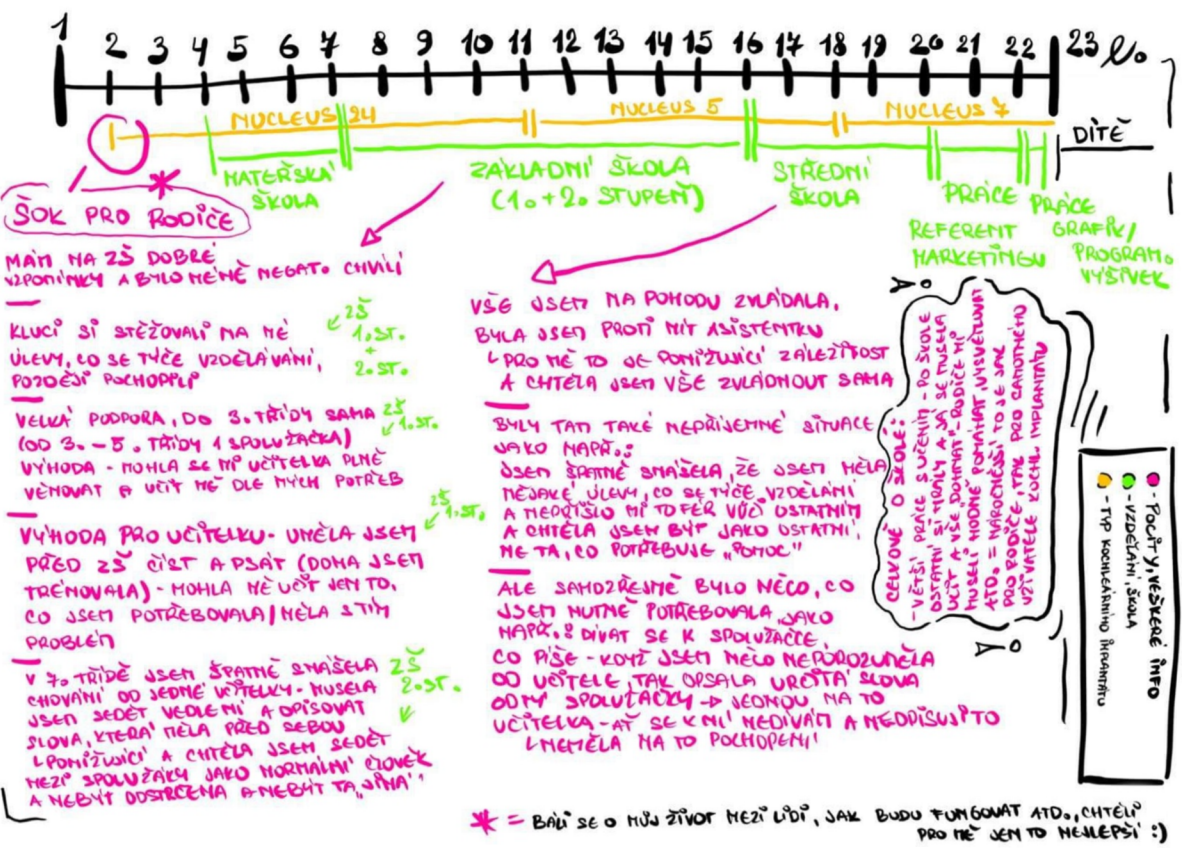 1 2 3 4 5 6 7 8 9 10 11 12 13 14 15 16 17 18 19 20 21 22 23 let
NUCLEUS 24
NUCLEUS 5
NUCLEUS 7
DÍTĚ
MATEŘSKÁ
ŠKOLA
ZÁKLADNÍ ŠKOLA
(1.+2. STUPEŇ)
STŘEDNÍ
ŠKOLA
PRÁCE
REFERENT
MARKETINGU
PRÁCE
GRAFIK/
PROGRAM.
VÝŠIVEK
ŠOK PRO RODIČE *
MÁM NA ZŠ DOBRÉ
VZPOMÍNKY A BYLO MÉNĚ NEGAT. CHVÍLÍ
KLUCI SI STĚŽOVALI NA MÉ
ÚLEVY, CO SE TÝČE VZDĚLÁVÁNÍ,
POZDĚJI POCHOPILI
ZŠ
1.ST.
+
2.ST.
VELKÁ PODPORA, DO 3. TŘÍDY SAMA
(OD 3. - 5. TŘÍDY 1 SPOLUŽAČKA)
VÝHODA - MOHLA SE MI UČITELKA PLNĚ
VĚNOVAT A UČIT MĚ DLE MÝCH POTŘEB
ZŠ
1.ST.
VÝHODA PRO UČITELKU - UMĚLA JSEM
PŘED ZŠ ČÍST A PSÁT (DOMA JSEM
TRÉNOVALA) - MOHLA MĚ UČIT JEN TO,
CO JSEM POTŘEBOVALA/MĚLA S TÍM
PROBLÉM
ZŠ
1.ST.
V 7. TŘÍDĚ JSEM ŠPATNĚ SNÁŠELA
CHOVÁNÍ OD JEDNÉ UČITELKY - MUSELA
JSEM SEDĚT VEDLE NÍ A OPISOVAT
SLOVA, KTERÁ MĚLA PŘED SEBOU
PONIŽUJÍCÍ A CHTĚLA JSEM SEDĚT
MEZI SPOLUŽÁKY JAKO NORMÁLNÍ ČLOVĚK
A NEBÝT ODSTRČENÁ A NEBÝT TA „JINÁ"
ZŠ
2.ST.
VŠE JSEM NA POHODU ZVLÁDALA,
BYLA JSEM PROTI MÍT ASISTENTKU
PRO MĚ TO JE PONIŽUJÍCÍ ZÁLEŽITOST
A CHTĚLA JSEM VŠE ZVLÁDNOUT SAMA
BYLY TAM TAKÉ NEPŘÍJEMNÉ SITUACE
JAKO NAPŘ.:
JSEM ŠPATNĚ SNÁŠELA, ŽE JSEM MĚLA
NĚJAKÉ ÚLEVY, CO SE TÝČE VZDĚLÁNÍ
A NEPŘIŠLO MI TO FÉR VŮČI OSTATNÍM
A CHTĚLA JSEM BÝT JAKO OSTATNÍ,
NE TA, CO POTŘEBUJE „POMOC"
ALE SAMOZŘEJMĚ BYLO NĚCO, CO
JSEM NUTNĚ POTŘEBOVALA, JAKO
NAPŘ.: DÍVAT SE K SPOLUŽAČCE,
CO PÍŠE - KDYŽ JSEM NĚCO NEPOROZUMĚLA
OD UČITELE, TAK OPSALA URČITÁ SLOVA
OD MÝ SPOLUŽAČKY → JEDNOU NA TO
UČITELKA - AŤ SE K NÍ NEDÍVÁM A NEOPISUJI TO
NEMĚLA NA TO POCHOPENÍ
CELKOVĚ O ŠKOLE:
- VĚTŠÍ PRÁCE S UČENÍM - PO ŠKOLE
OSTATNÍ SI HRÁLY A JÁ SE MUSELA
UČIT A VŠE DOHNAT - RODIČE MI
MUSELI HODNĚ POMÁHAT, VYSVĚTLOVAT
ATD. = NÁROČNĚJŠÍ TO JE JAK
PRO RODIČE, TAK PRO SAMOTNÉHO
UŽIVATELE KOCHL. IMPLANTÁTU
- POCITY, VEŠKERÉ INFO
- VZDĚLÁNÍ, ŠKOLA
- TYP KOCHLEÁRNÍHO IMPLANTÁTU
* = BÁLI SE O MŮJ ŽIVOT MEZI LIDI, JAK BUDU FUNGOVAT ATD., CHTĚLI
PRO MĚ JEN TO NEJLEPŠÍ :)